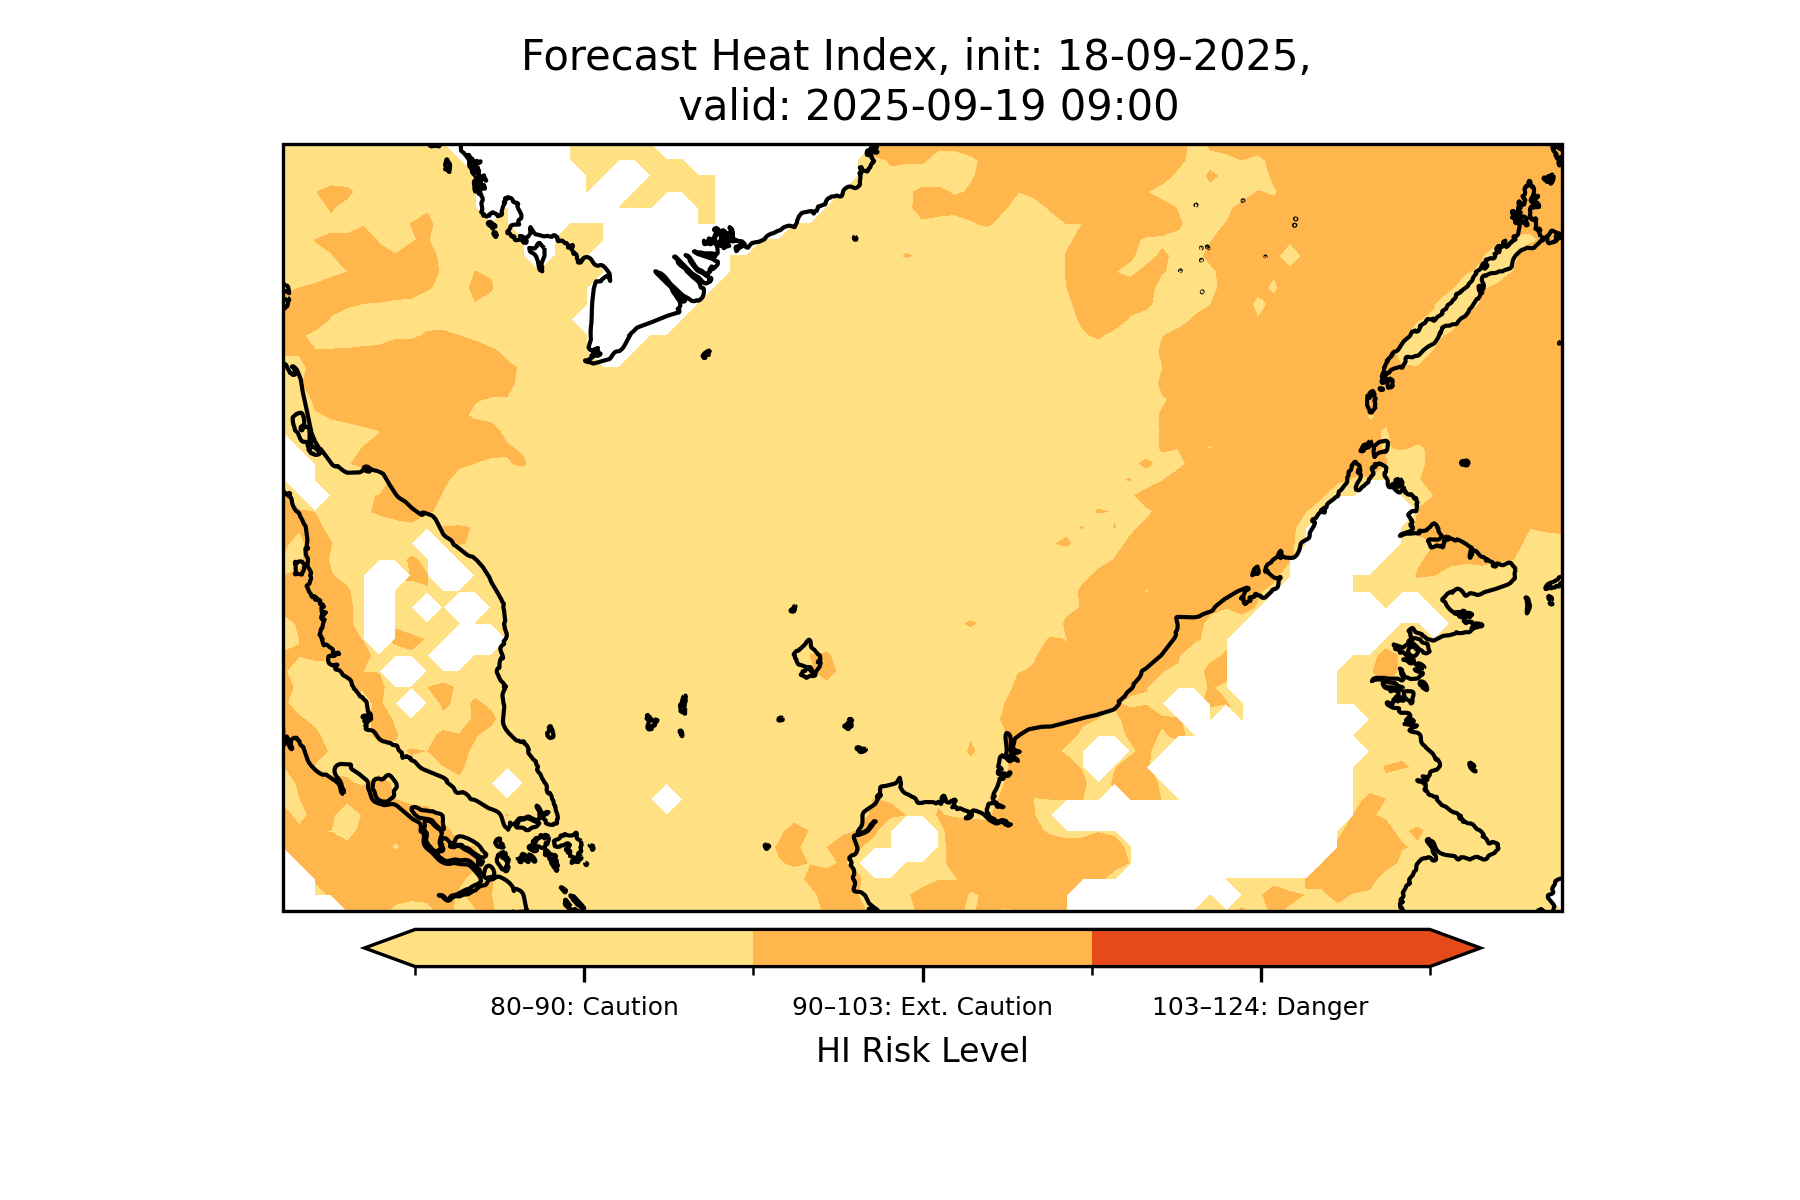 Forecast Heat Index, init: 18-09-2025,
valid: 2025-09-19 09:00
80–90: Caution
90–103: Ext. Caution
103–124: Danger
HI Risk Level